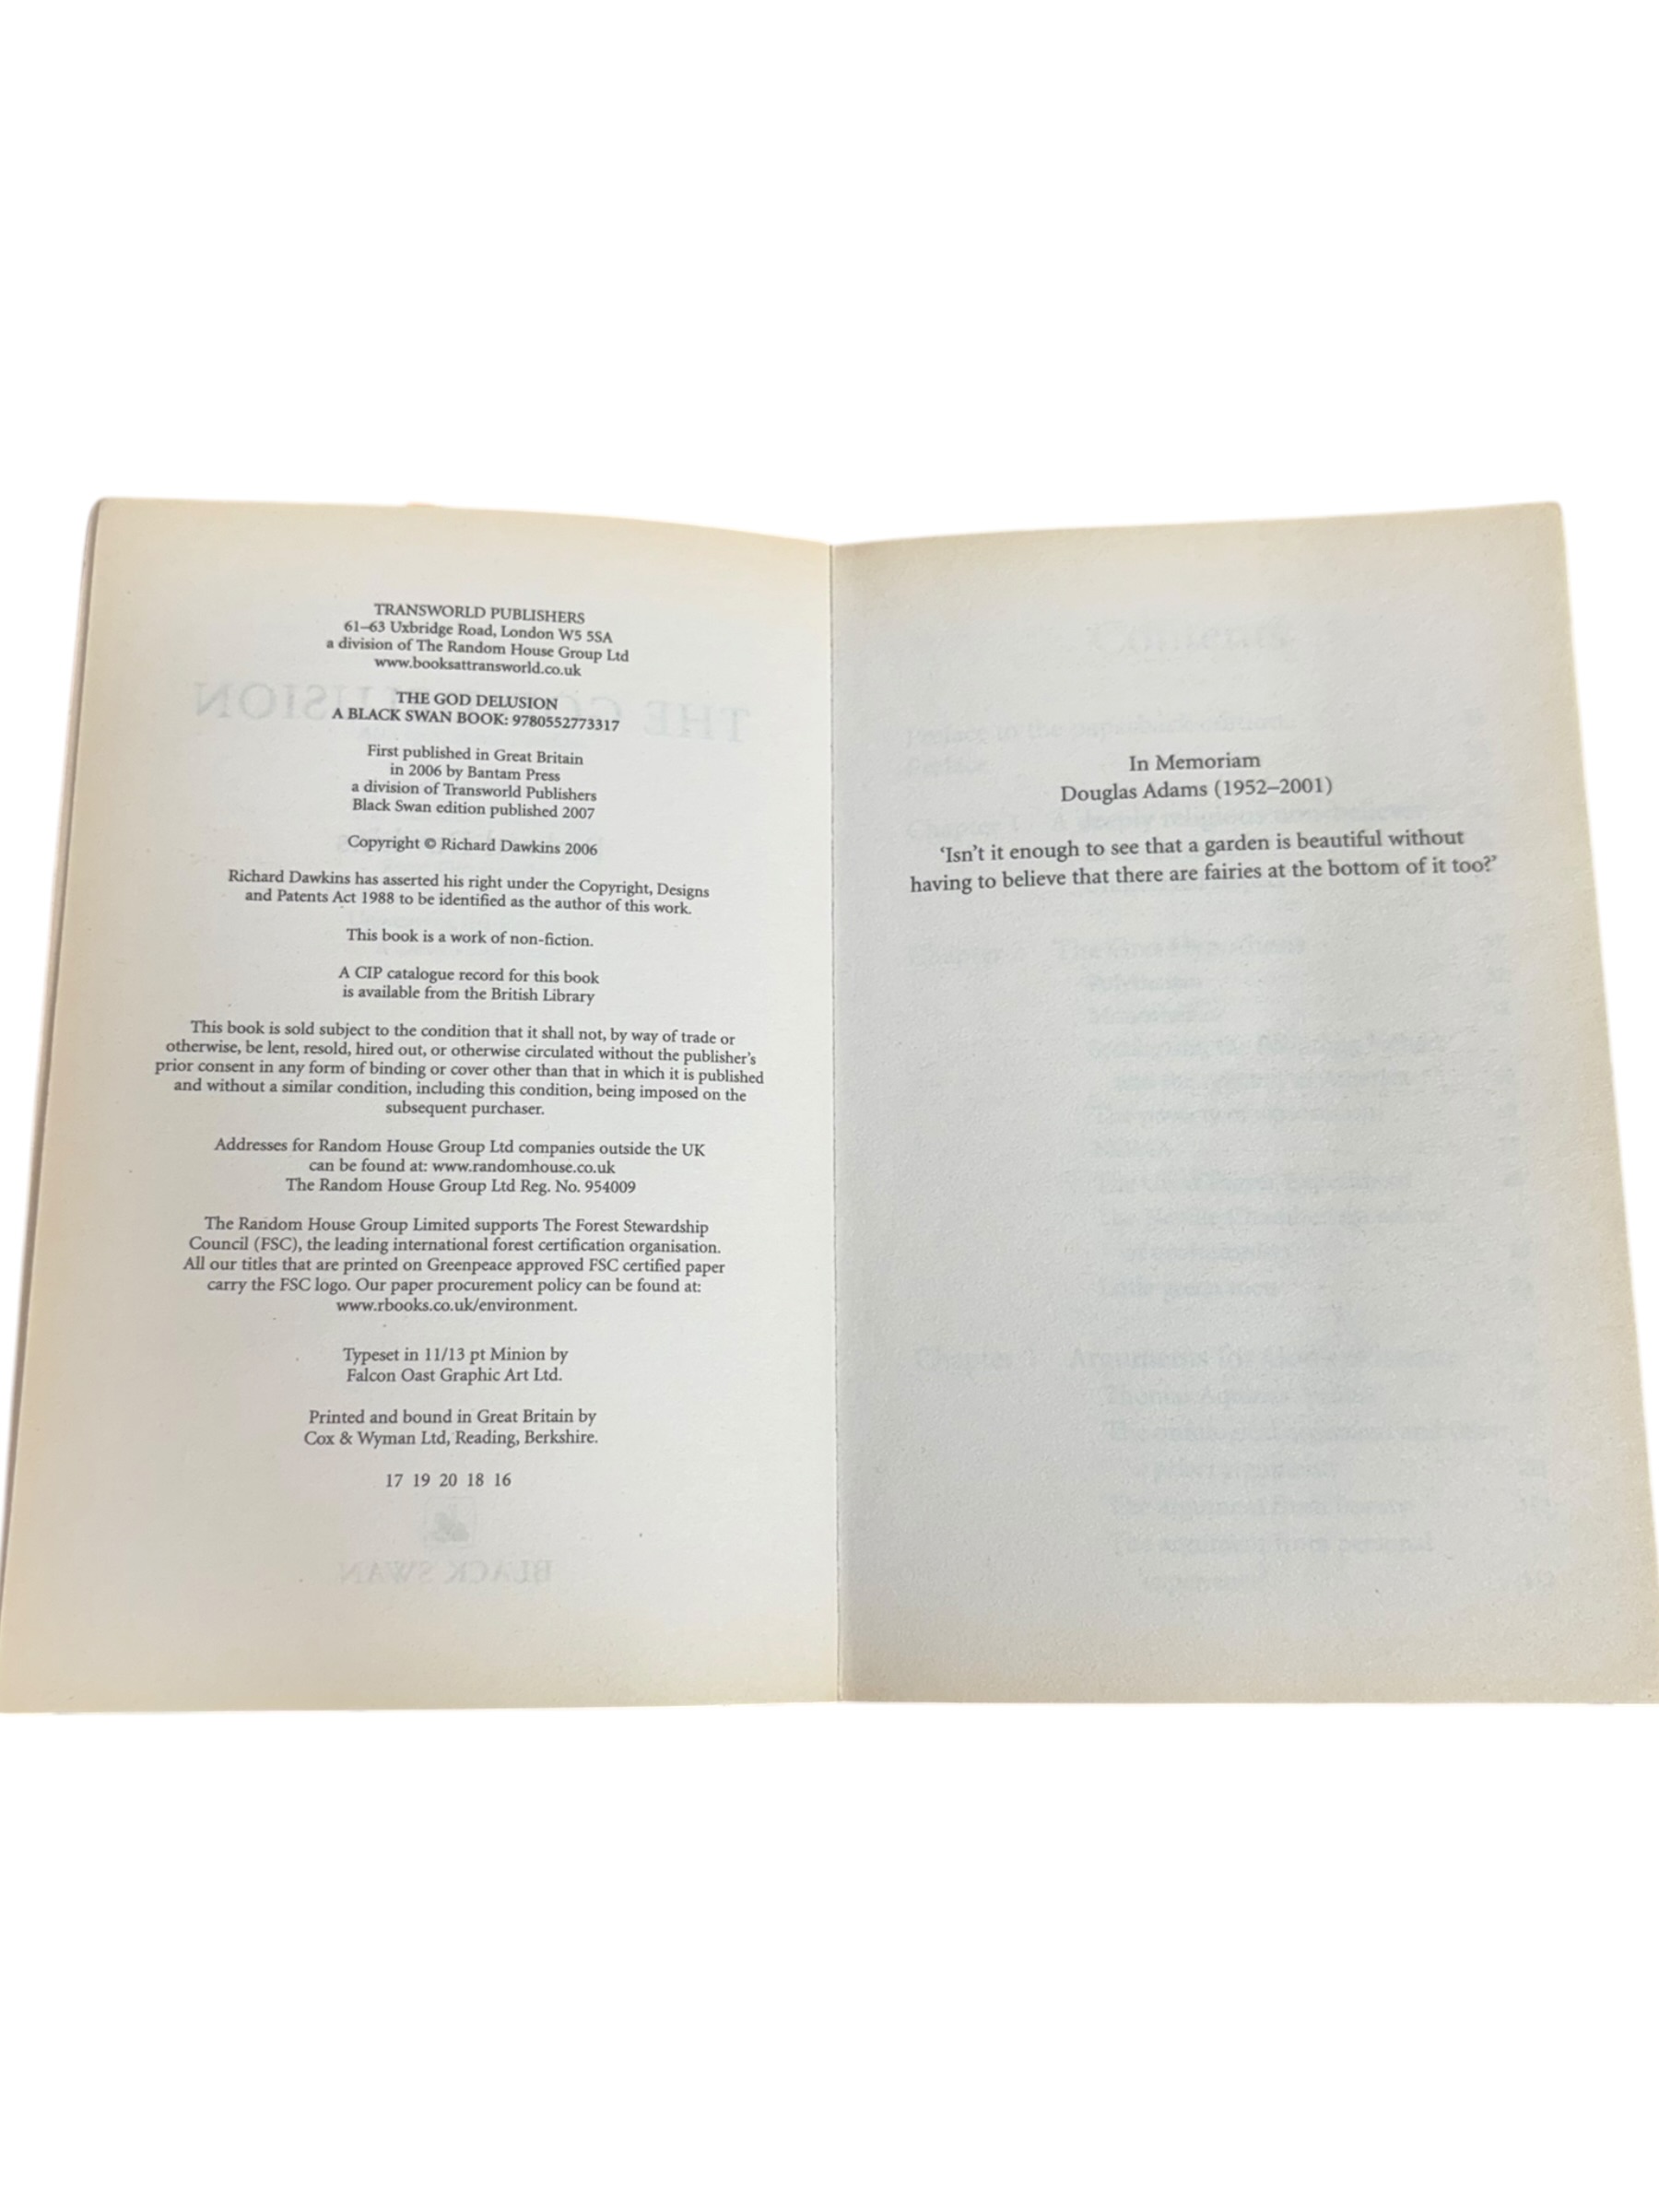 TRANSWORLD PUBLISHERS
61–63 Uxbridge Road, London W5 5SA
a division of The Random House Group Ltd
www.booksattransworld.co.uk
THE GOD DELUSION
A BLACK SWAN BOOK: 9780552773317
First published in Great Britain
in 2006 by Bantam Press
a division of Transworld Publishers
Black Swan edition published 2007
Copyright © Richard Dawkins 2006
Richard Dawkins has asserted his right under the Copyright, Designs
and Patents Act 1988 to be identified as the author of this work.
This book is a work of non-fiction.
A CIP catalogue record for this book
is available from the British Library
This book is sold subject to the condition that it shall not, by way of trade or
otherwise, be lent, resold, hired out, or otherwise circulated without the publisher's
prior consent in any form of binding or cover other than that in which it is published
and without a similar condition, including this condition, being imposed on the
subsequent purchaser.
Addresses for Random House Group Ltd companies outside the UK
can be found at: www.randomhouse.co.uk
The Random House Group Ltd Reg. No. 954009
The Random House Group Limited supports The Forest Stewardship
Council (FSC), the leading international forest certification organisation.
All our titles that are printed on Greenpeace approved FSC certified paper
carry the FSC logo. Our paper procurement policy can be found at:
www.rbooks.co.uk/environment.
Typeset in 11/13 pt Minion by
Falcon Oast Graphic Art Ltd.
Printed and bound in Great Britain by
Cox & Wyman Ltd, Reading, Berkshire.
17 19 20 18 16
In Memoriam
Douglas Adams (1952–2001)
‘Isn’t it enough to see that a garden is beautiful without
having to believe that there are fairies at the bottom of it too?’